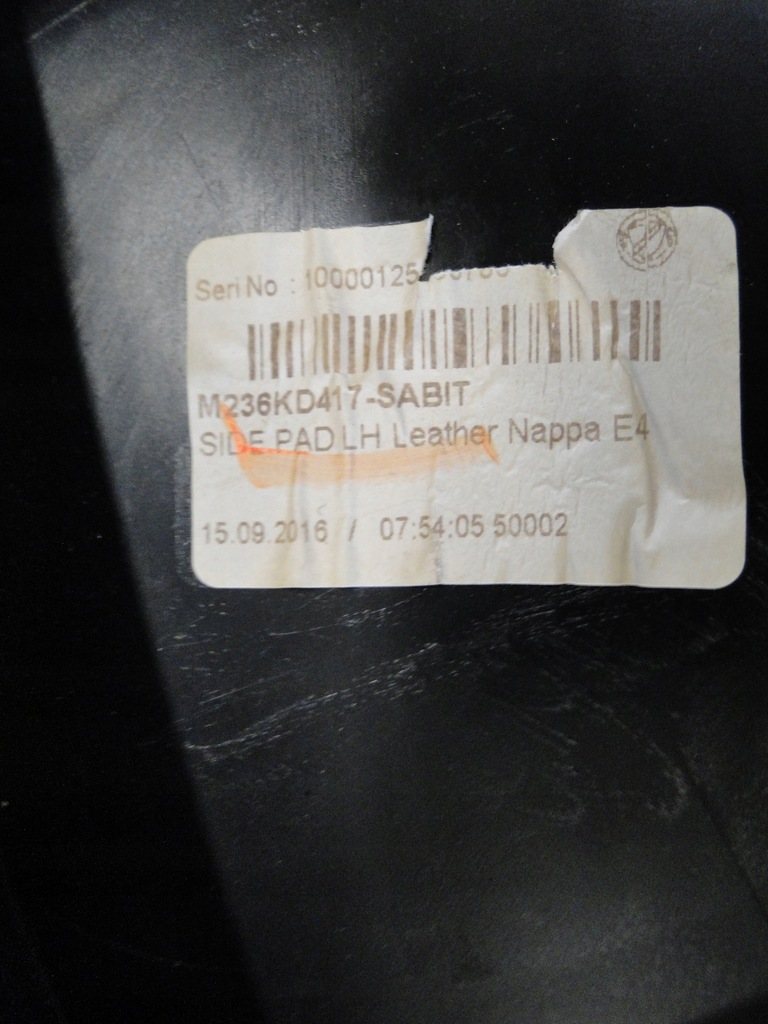 Seri No : 10000125
M236KD417-SABIT
SIDE PAD LH Leather Nappa E4
15.09.2016 / 07:54:05 50002